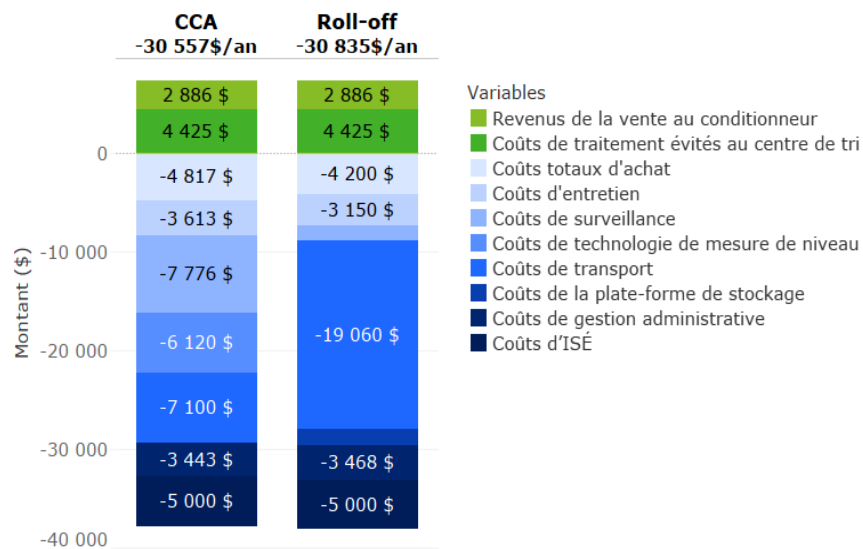 CCA
-30 557$/an
Roll-off
-30 835$/an
2 886 $
2 886 $
4 425 $
4 425 $
0
-4 817 $
-4 200 $
-3 613 $
-3 150 $
-10 000
-7 776 $
-6 120 $
-19 060 $
-20 000
-7 100 $
-30 000
-3 443 $
-3 468 $
-5 000 $
-5 000 $
-40 000
Montant ($)
Variables
Revenus de la vente au conditionneur
Coûts de traitement évités au centre de tri
Coûts totaux d'achat
Coûts d'entretien
Coûts de surveillance
Coûts de technologie de mesure de niveau
Coûts de transport
Coûts de la plate-forme de stockage
Coûts de gestion administrative
Coûts d’ISÉ